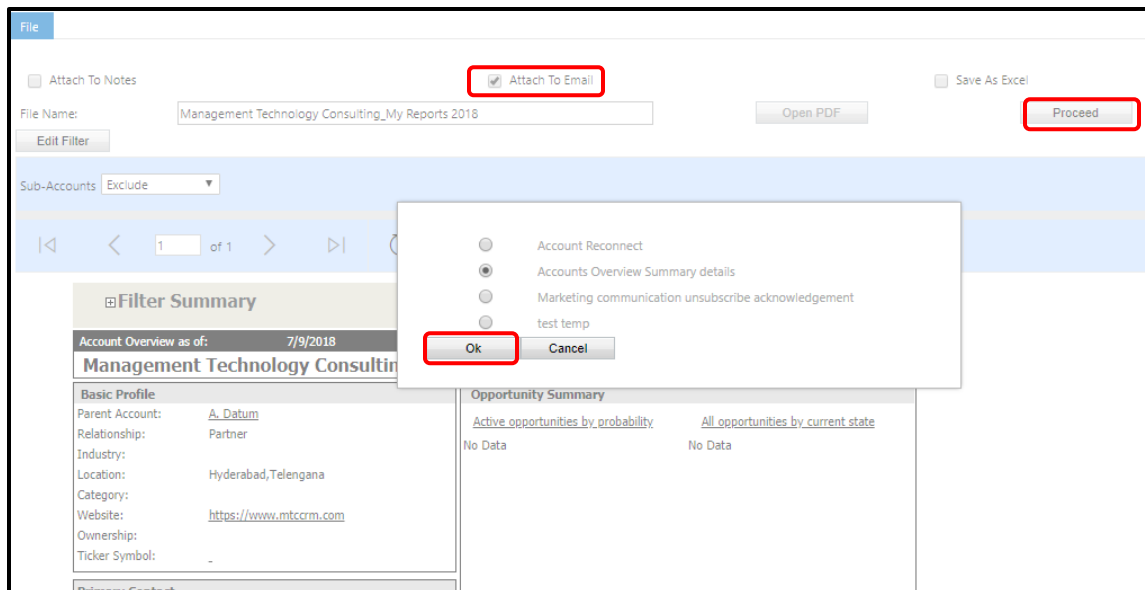 File
Attach To Notes
Attach To Email
Save As Excel
File Name:
Management Technology Consulting_My Reports 2018
Open PDF
Proceed
Edit Filter
Sub-Accounts
Exclude
1
of 1
Account Reconnect
Accounts Overview Summary details
Marketing communication unsubscribe acknowledgement
test temp
Ok
Cancel
Filter Summary
Account Overview as of: 7/9/2018
Management Technology Consultin
Basic Profile
Parent Account: A. Datum
Relationship: Partner
Industry:
Location: Hyderabad,Telengana
Category:
Website: https://www.mtccrm.com
Ownership:
Ticker Symbol: -
Opportunity Summary
Active opportunities by probability
All opportunities by current state
No Data
No Data
Primary Contact